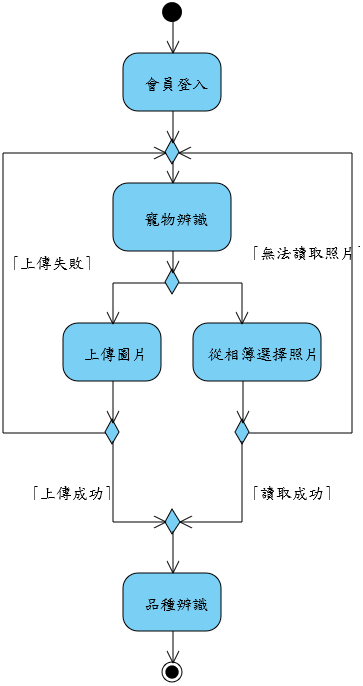 會員登入
寵物辨識
「上傳失敗」
「無法讀取照片」
上傳圖片
從相簿選擇照片
「上傳成功」
「讀取成功」
品種辨識